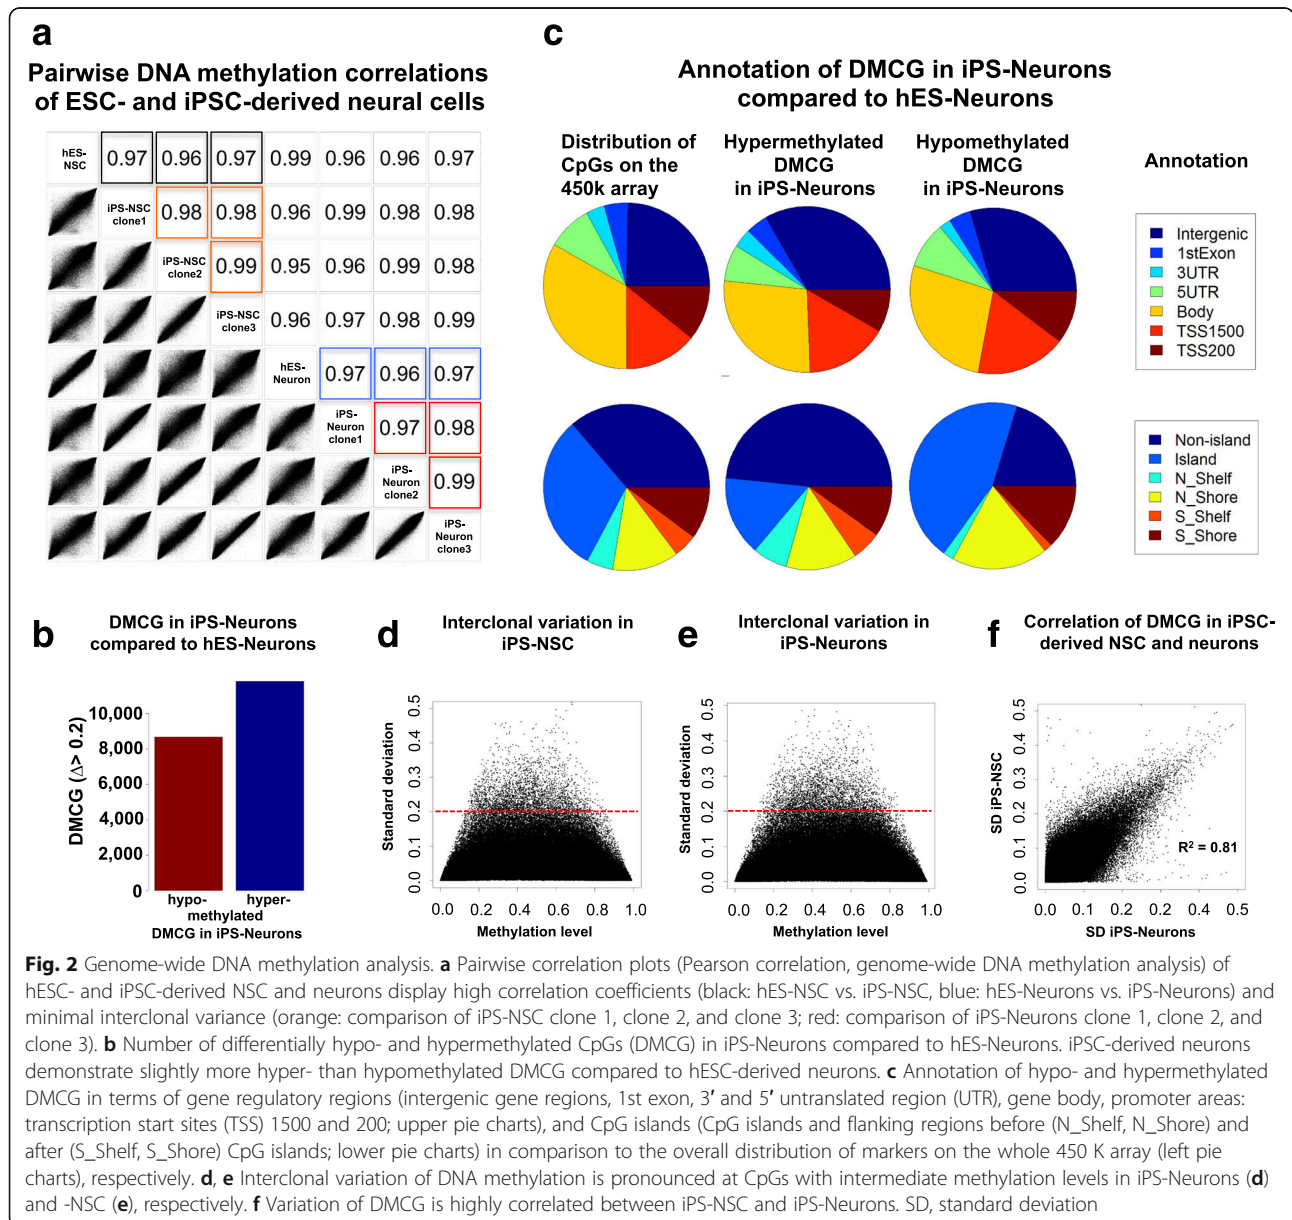 a
Pairwise DNA methylation correlations
of ESC- and iPSC-derived neural cells
hES-
NSC
0.97 0.96 0.97 0.99 0.96 0.96 0.97
iPS-NSC
clone1
0.98 0.98 0.96 0.99 0.98 0.98
iPS-NSC
clone2
0.99 0.95 0.96 0.99 0.98
iPS-NSC
clone3
0.96 0.97 0.98 0.99
hES-
Neuron
0.97 0.96 0.97
iPS-
Neuron
clone1
0.97 0.98
iPS-
Neuron
clone2
0.99
iPS-
Neuron
clone3
c
Annotation of DMCG in iPS-Neurons
compared to hES-Neurons
Distribution of
CpGs on the
450k array
Hypermethylated
DMCG
in iPS-Neurons
Hypomethylated
DMCG
in iPS-Neurons
Annotation
Intergenic
1stExon
3UTR
5UTR
Body
TSS1500
TSS200
Non-island
Island
N_Shelf
N_Shore
S_Shelf
S_Shore
b
DMCG in iPS-Neurons
compared to hES-Neurons
DMCG (Δ> 0.2)
10,000
8,000
6,000
4,000
2,000
0
hypo- hyper-
methylated
DMCG in iPS-Neurons
d
Interclonal variation in
iPS-NSC
Standard deviation
0.5
0.4
0.3
0.2
0.1
0.0
0.0 0.2 0.4 0.6 0.8 1.0
Methylation level
e
Interclonal variation in
iPS-Neurons
Standard deviation
0.5
0.4
0.3
0.2
0.1
0.0
0.0 0.2 0.4 0.6 0.8 1.0
Methylation level
f
Correlation of DMCG in iPSC-
derived NSC and neurons
SD iPS-NSC
0.5
0.4
0.3
0.2
0.1
0.0
R² = 0.81
0.0 0.1 0.2 0.2 0.4 0.5
SD iPS-Neurons
Fig. 2 Genome-wide DNA methylation analysis. a Pairwise correlation plots (Pearson correlation, genome-wide DNA methylation analysis) of
hESC- and iPSC-derived NSC and neurons display high correlation coefficients (black: hES-NSC vs. iPS-NSC, blue: hES-Neurons vs. iPS-Neurons) and
minimal interclonal variance (orange: comparison of iPS-NSC clone 1, clone 2, and clone 3; red: comparison of iPS-Neurons clone 1, clone 2, and
clone 3). b Number of differentially hypo- and hypermethylated CpGs (DMCG) in iPS-Neurons compared to hES-Neurons. iPSC-derived neurons
demonstrate slightly more hyper- than hypomethylated DMCG compared to hESC-derived neurons. c Annotation of hypo- and hypermethylated
DMCG in terms of gene regulatory regions (intergenic gene regions, 1st exon, 3′ and 5′ untranslated region (UTR), gene body, promoter areas:
transcription start sites (TSS) 1500 and 200; upper pie charts), and CpG islands (CpG islands and flanking regions before (N_Shelf, N_Shore) and
after (S_Shelf, S_Shore) CpG islands; lower pie charts) in comparison to the overall distribution of markers on the whole 450 K array (left pie
charts), respectively. d, e Interclonal variation of DNA methylation is pronounced at CpGs with intermediate methylation levels in iPS-Neurons (d)
and -NSC (e), respectively. f Variation of DMCG is highly correlated between iPS-NSC and iPS-Neurons. SD, standard deviation